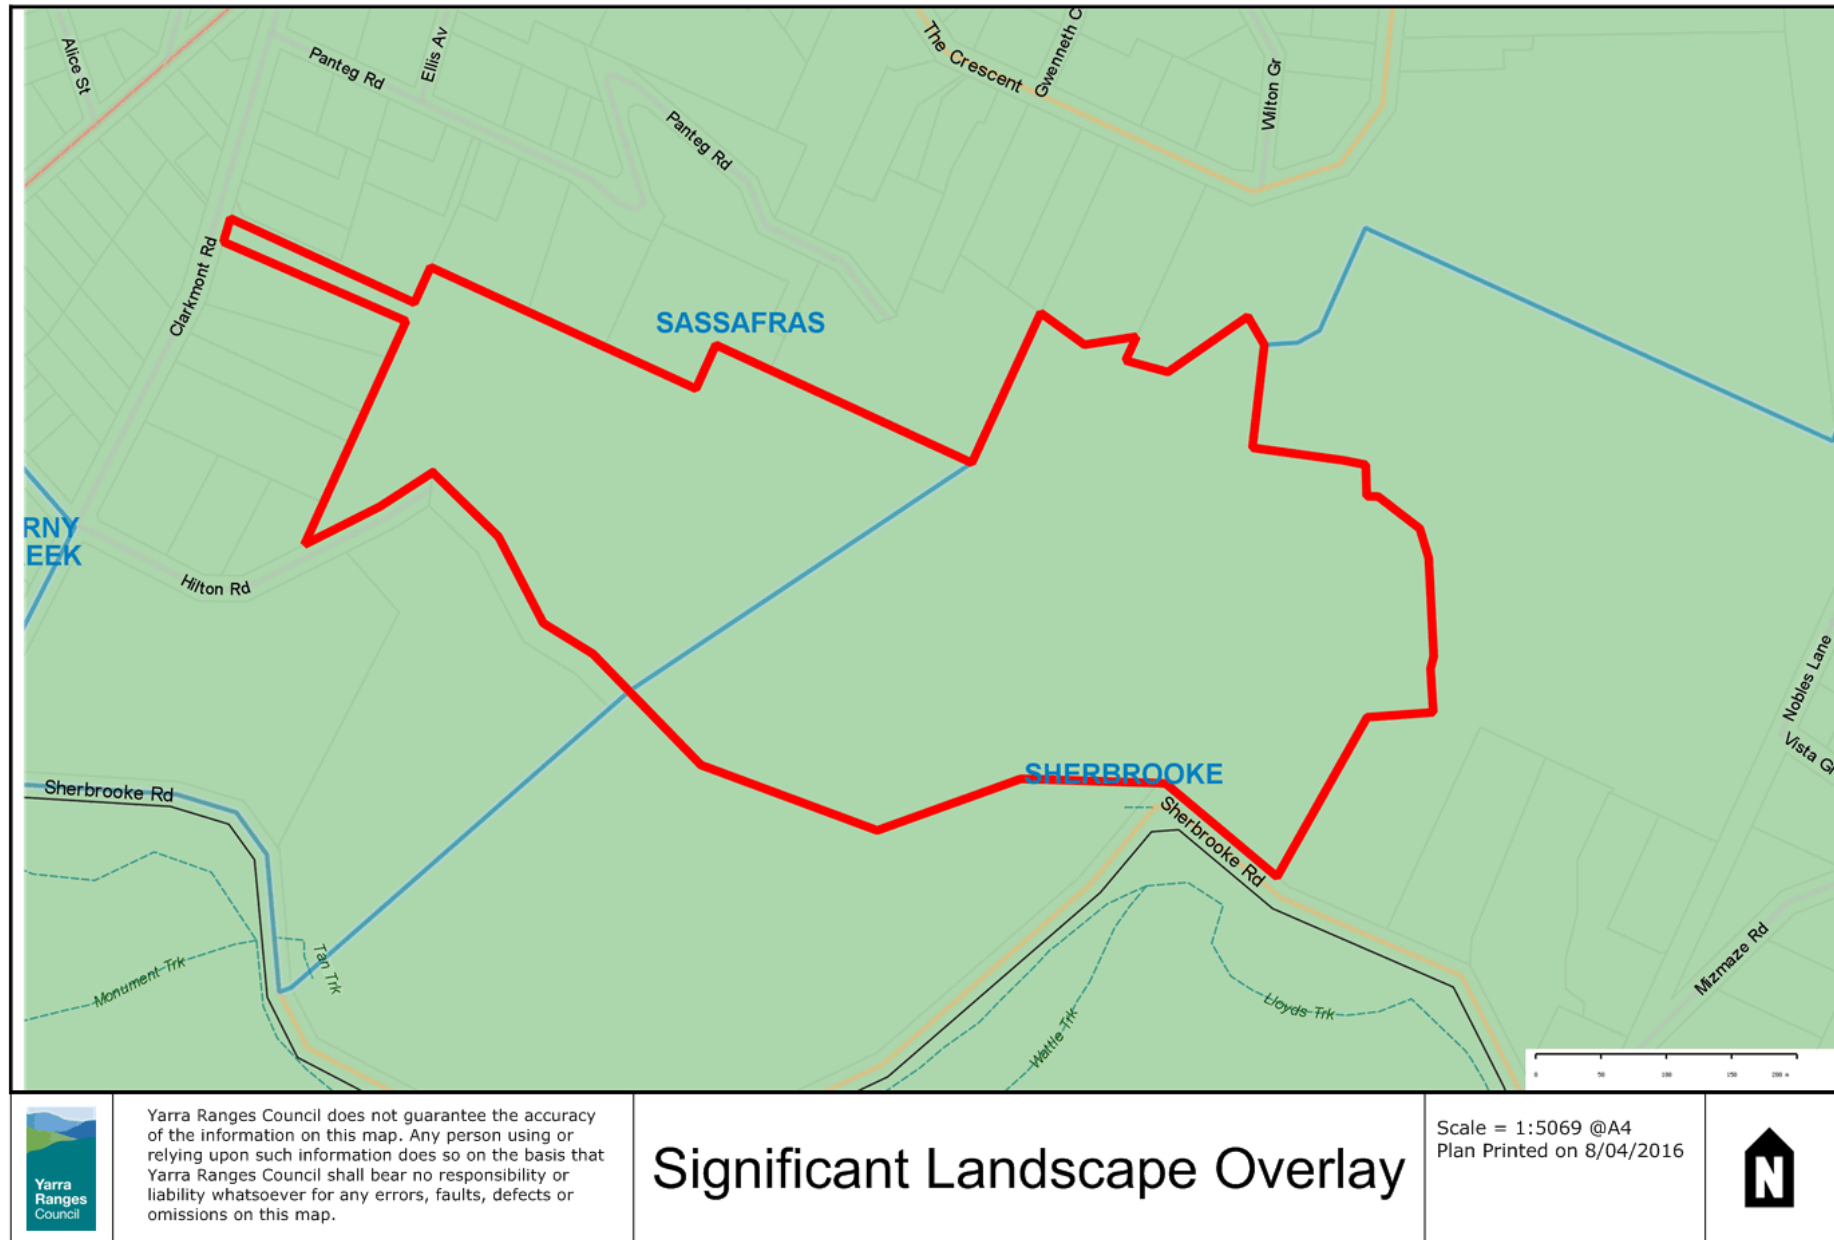 Alice St
Panteg Rd
Ellis Av
The Crescent
Gwenneth C
Wilton Gr
Panteg Rd
Clarkmont Rd
SASSAFRAS
RNY
EEK
Hilton Rd
Nobles Lane
Vista G
SHERBROOKE
Sherbrooke Rd
Sherbrooke Rd
Tan Trk
Monument Trk
Wattle Trk
Lloyds Trk
Mizmaze Rd
0 50 100 150 200 m
Yarra
Ranges
Council
Yarra Ranges Council does not guarantee the accuracy
of the information on this map. Any person using or
relying upon such information does so on the basis that
Yarra Ranges Council shall bear no responsibility or
liability whatsoever for any errors, faults, defects or
omissions on this map.
Significant Landscape Overlay
Scale = 1:5069 @A4
Plan Printed on 8/04/2016
N